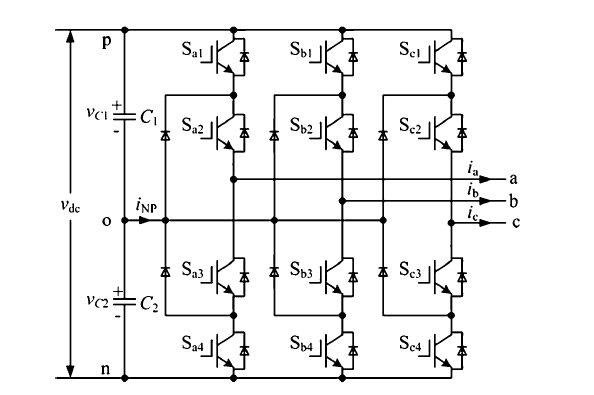 p
Sa1
Sb1
Sc1
vC1
+
-
C1
Sa2
Sb2
Sc2
ia
a
vdc
ib
b
o
iNP
ic
c
Sa3
Sb3
Sc3
vC2
+
-
C2
Sa4
Sb4
Sc4
n